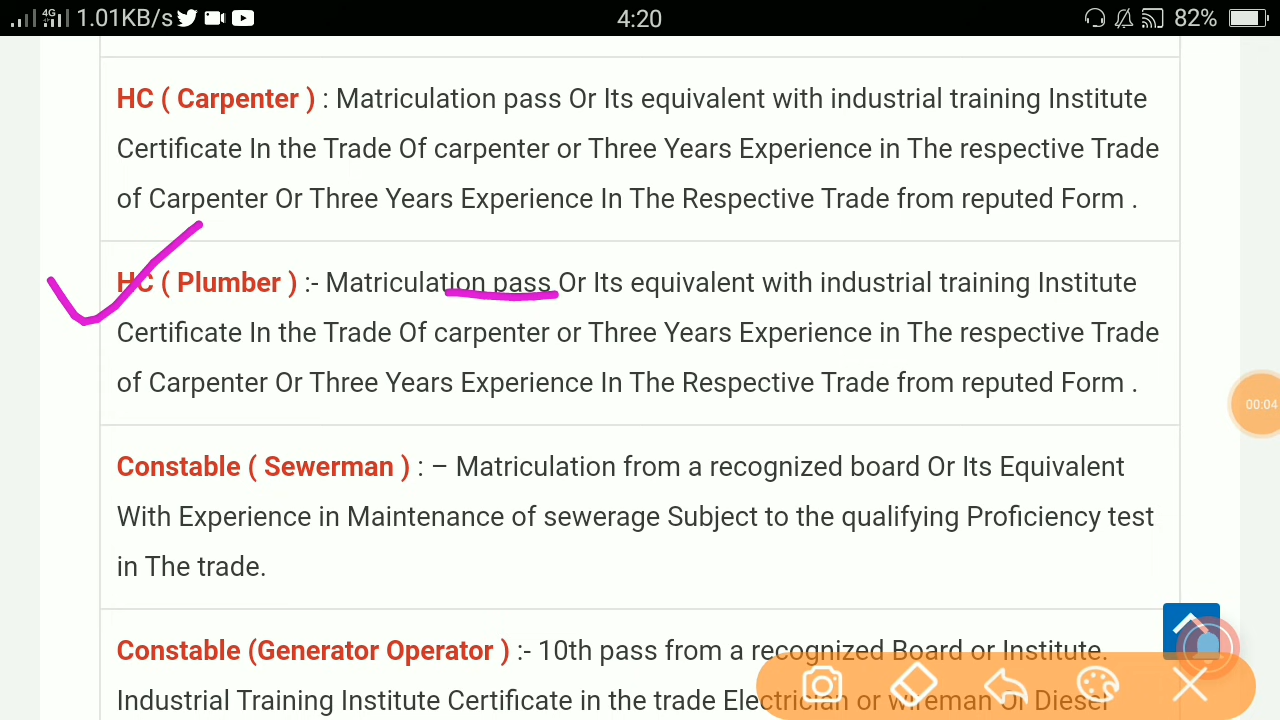 4G 1.01KB/s 4:20 82%
HC ( Carpenter ) : Matriculation pass Or Its equivalent with industrial training Institute
Certificate In the Trade Of carpenter or Three Years Experience in The respective Trade
of Carpenter Or Three Years Experience In The Respective Trade from reputed Form .
HC ( Plumber ) :- Matriculation pass Or Its equivalent with industrial training Institute
Certificate In the Trade Of carpenter or Three Years Experience in The respective Trade
of Carpenter Or Three Years Experience In The Respective Trade from reputed Form .
00:04
Constable ( Sewerman ) : – Matriculation from a recognized board Or Its Equivalent
With Experience in Maintenance of sewerage Subject to the qualifying Proficiency test
in The trade.
Constable (Generator Operator ) :- 10th pass from a recognized Board or Institute.
Industrial Training Institute Certificate in the trade Electrician or wireman Or Diesel